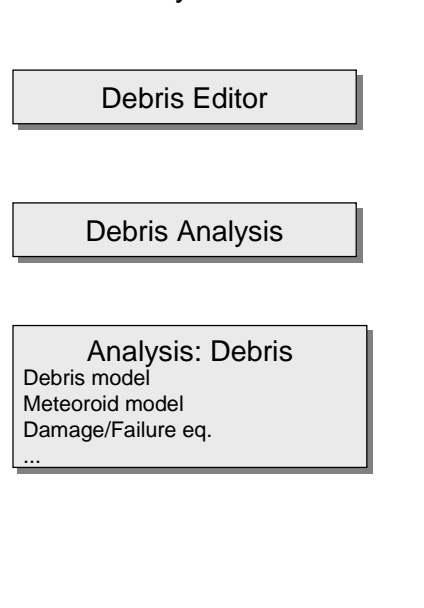 Debris Editor
Debris Analysis
Analysis: Debris
Debris model
Meteoroid model
Damage/Failure eq.
...